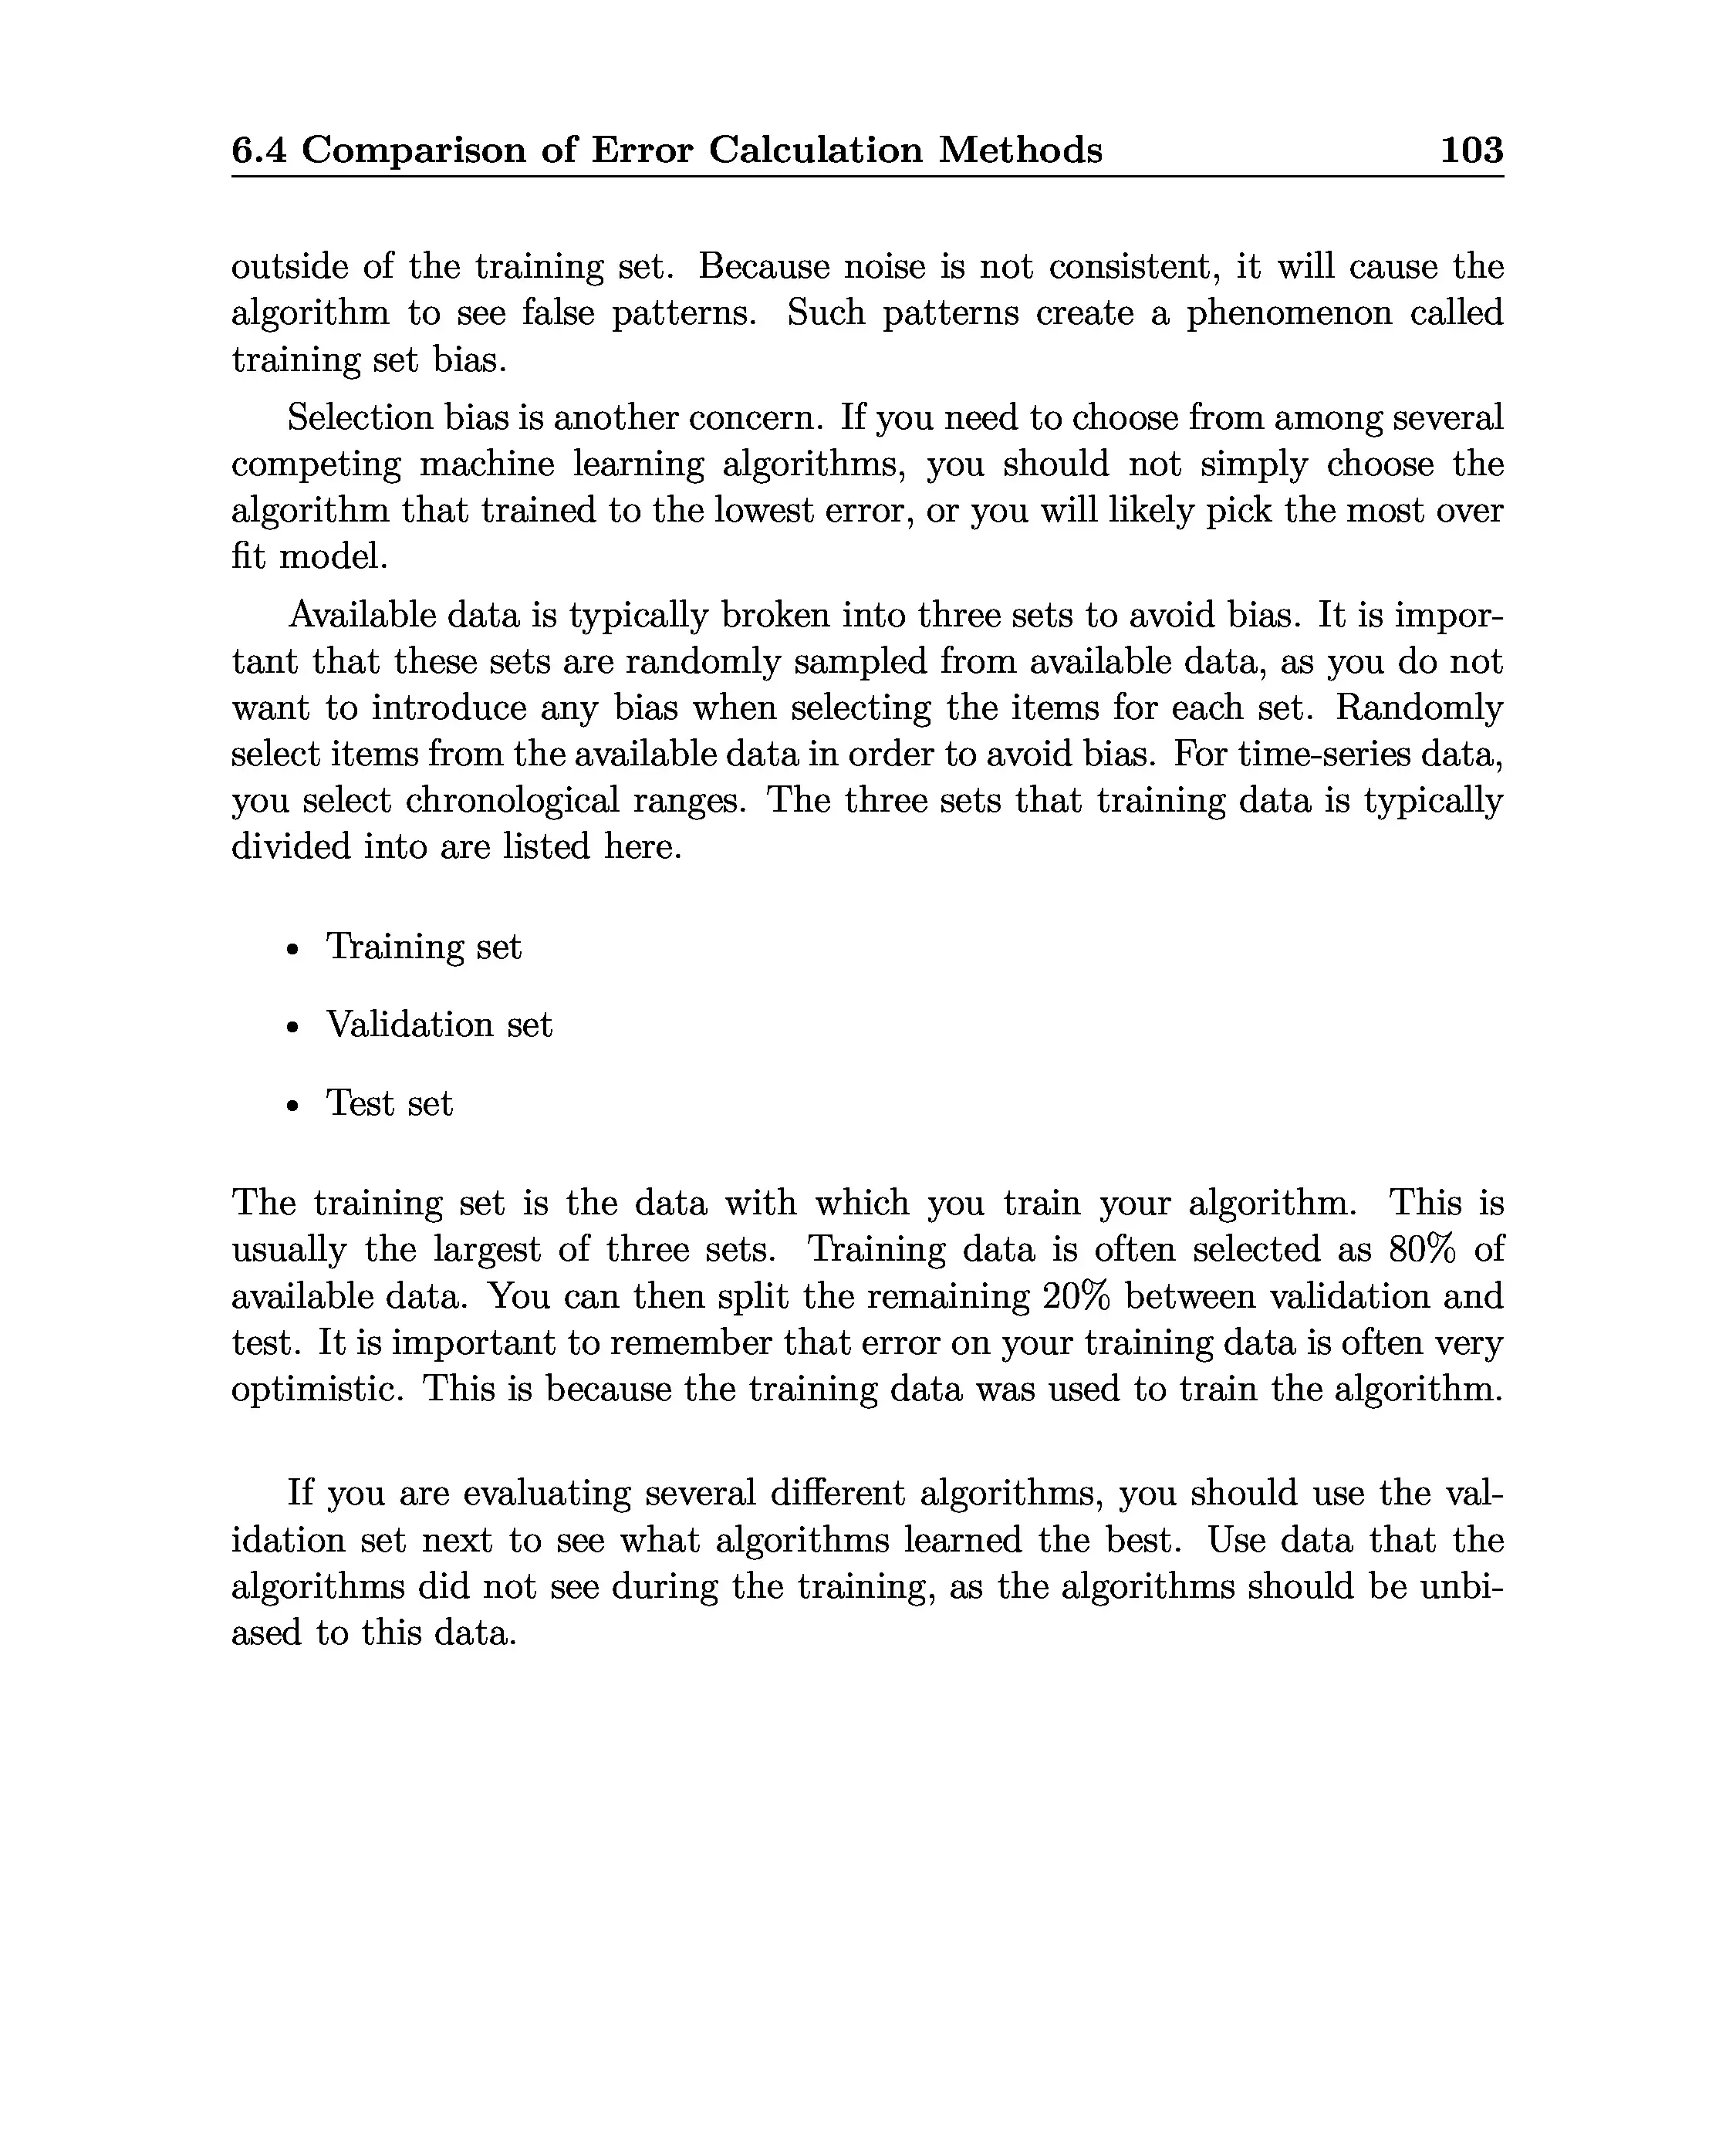 6.4 Comparison of Error Calculation Methods 103
outside of the training set. Because noise is not consistent, it will cause the
algorithm to see false patterns. Such patterns create a phenomenon called
training set bias.
Selection bias is another concern. If you need to choose from among several
competing machine learning algorithms, you should not simply choose the
algorithm that trained to the lowest error, or you will likely pick the most over
fit model.
Available data is typically broken into three sets to avoid bias. It is impor-
tant that these sets are randomly sampled from available data, as you do not
want to introduce any bias when selecting the items for each set. Randomly
select items from the available data in order to avoid bias. For time-series data,
you select chronological ranges. The three sets that training data is typically
divided into are listed here.
• Training set
• Validation set
• Test set
The training set is the data with which you train your algorithm. This is
usually the largest of three sets. Training data is often selected as 80% of
available data. You can then split the remaining 20% between validation and
test. It is important to remember that error on your training data is often very
optimistic. This is because the training data was used to train the algorithm.
If you are evaluating several different algorithms, you should use the val-
idation set next to see what algorithms learned the best. Use data that the
algorithms did not see during the training, as the algorithms should be unbi-
ased to this data.